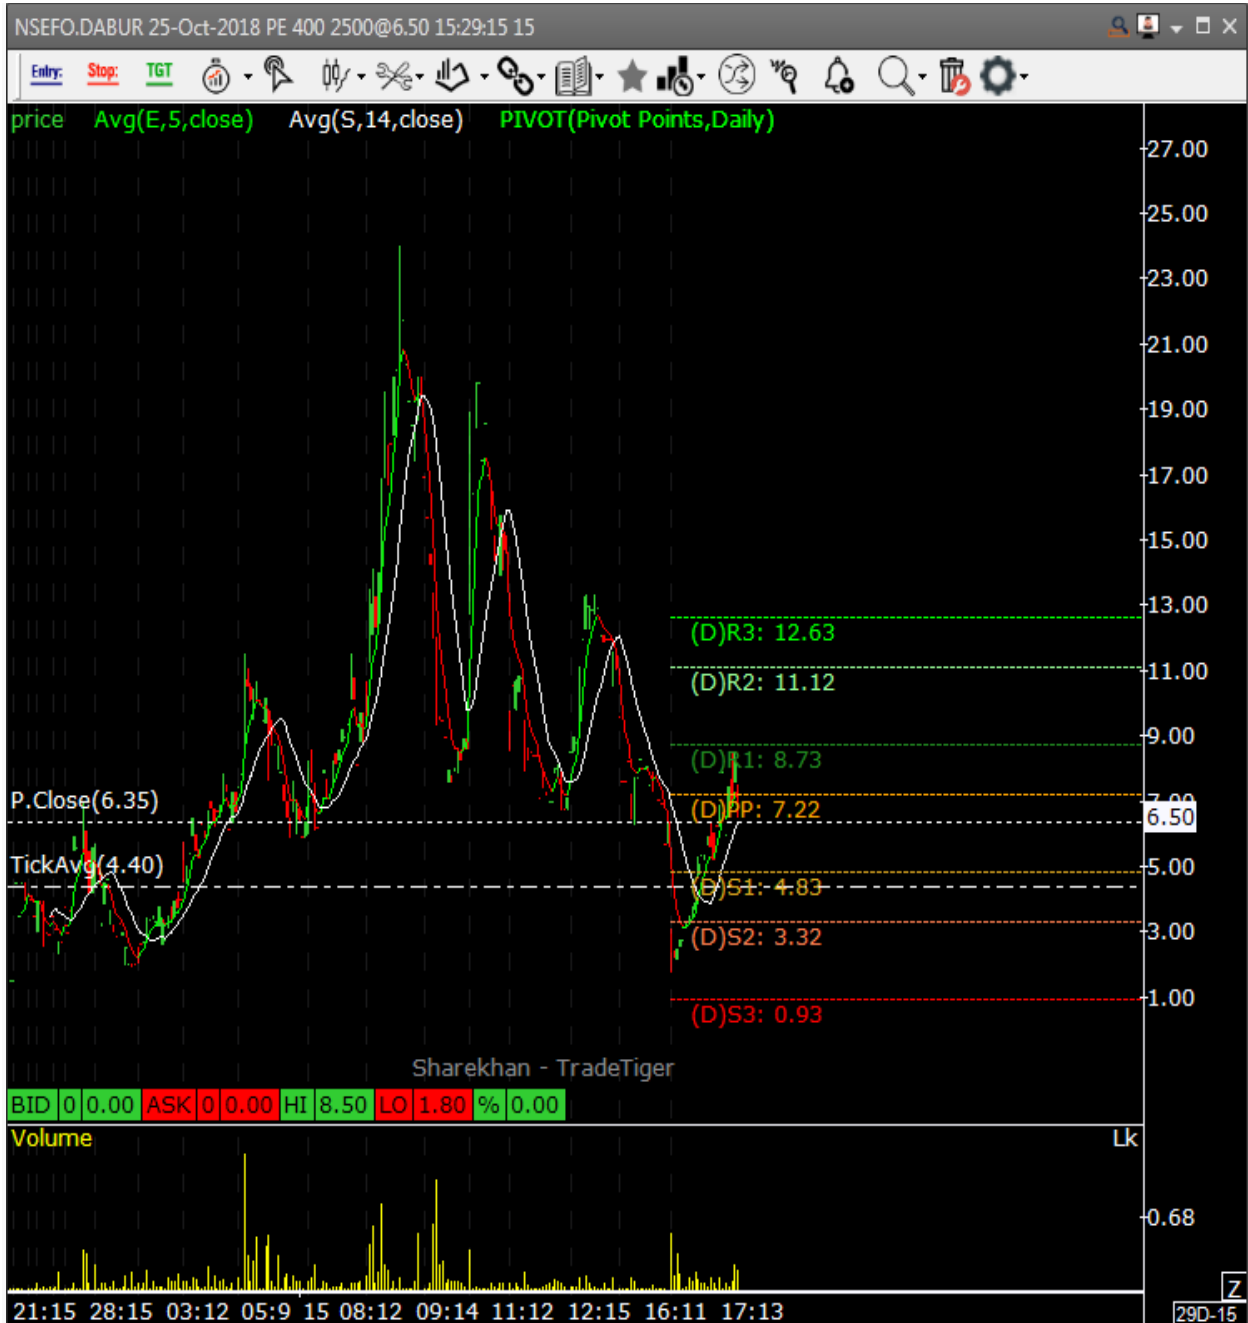 NSEFO.DABUR 25-Oct-2018 PE 400 2500@6.50 15:29:15 15
Entry: Stop: TGT
price Avg(E,5,close) Avg(S,14,close) PIVOT(Pivot Points,Daily)
27.00
25.00
23.00
21.00
19.00
17.00
15.00
13.00
(D)R3: 12.63
11.00
(D)R2: 11.12
9.00
(D)R1: 8.73
P.Close(6.35)
7.00
(D)PP: 7.22
6.50
TickAvg(4.40)
5.00
(D)S1: 4.83
3.00
(D)S2: 3.32
1.00
(D)S3: 0.93
Sharekhan - TradeTiger
BID 0 0.00 ASK 0 0.00 HI 8.50 LO 1.80 % 0.00
Volume Lk
0.68
Z
21:15 28:15 03:12 05:9 15 08:12 09:14 11:12 12:15 16:11 17:13 29D-15